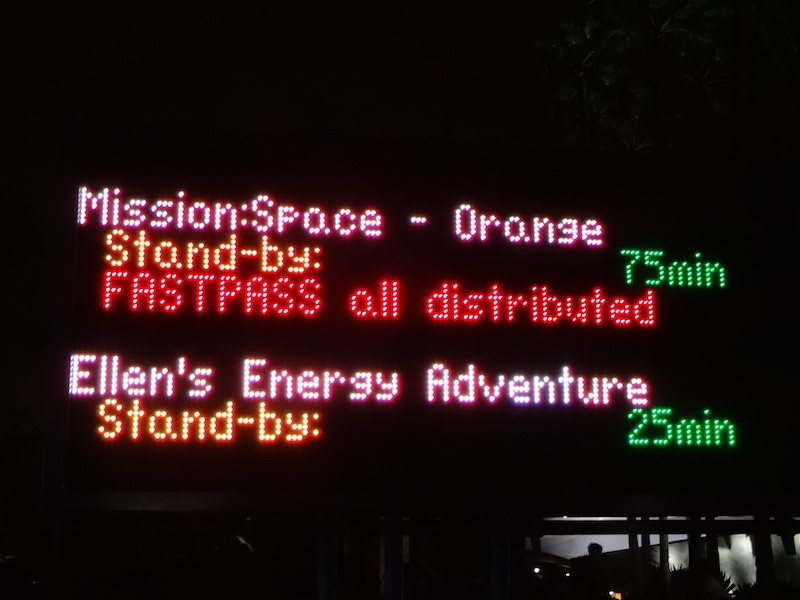 Mission:Space - Orange
Stand-by: 75min
FASTPASS all distributed
Ellen's Energy Adventure
Stand-by: 25min